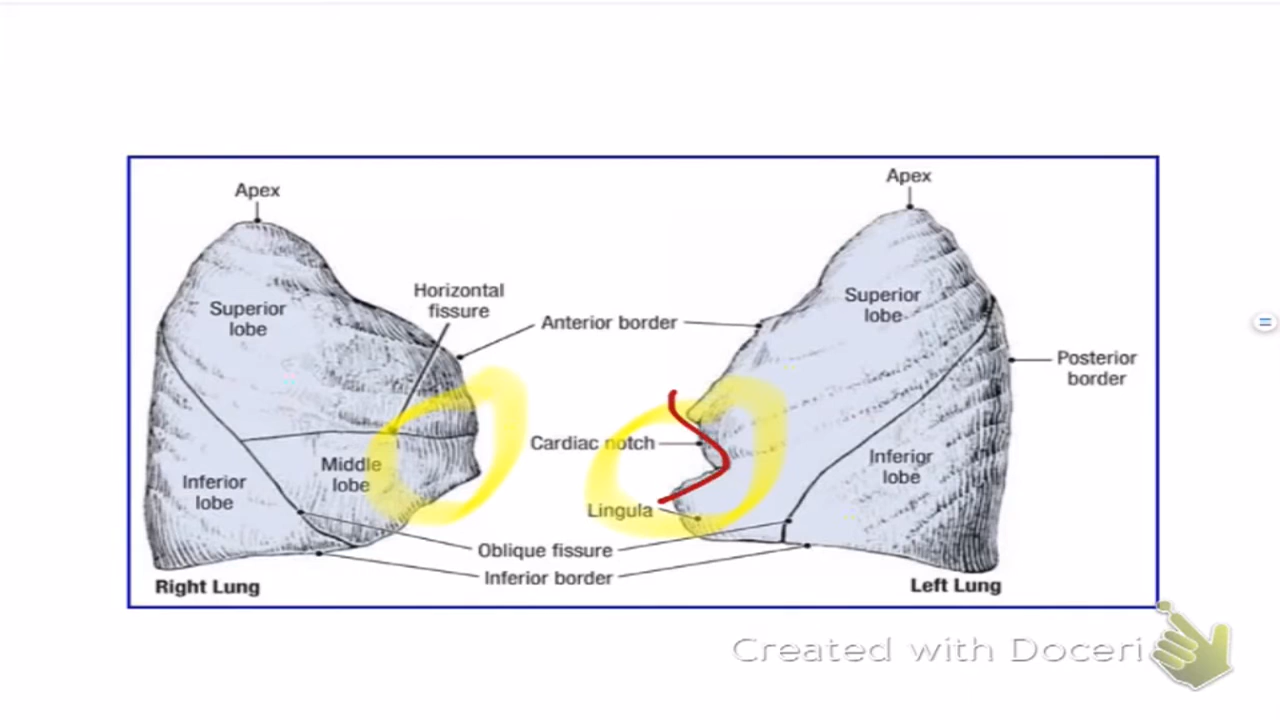 Apex
Apex
Horizontal
fissure
Superior
lobe
Superior
lobe
Anterior border
Posterior
border
Cardiac notch
Middle
lobe
Inferior
lobe
Inferior
lobe
Lingula
Oblique fissure
Inferior border
Right Lung
Left Lung
Created with Doceri